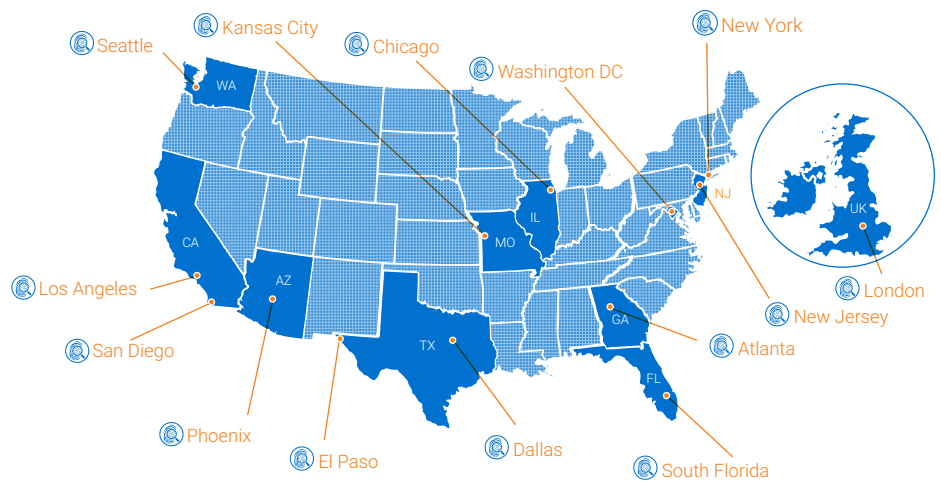 New York
Kansas City
Seattle
Chicago
Washington DC
WA
NJ
IL
UK
CA
MO
AZ
Los Angeles
London
New Jersey
GA
TX
San Diego
Atlanta
FL
Phoenix
Dallas
El Paso
South Florida